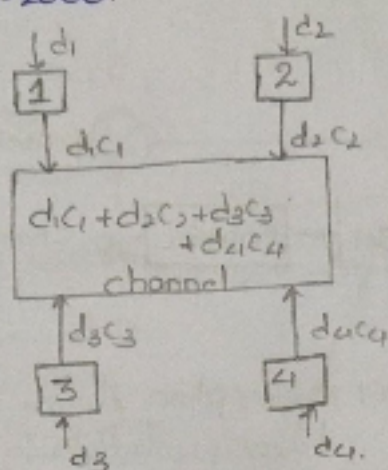 d1 d2
1 2
d1c1 d2c2
d1c1 + d2c2 + d3c3
+ d4c4
channel
d3c3 d4c4
3 4
d3 d4.